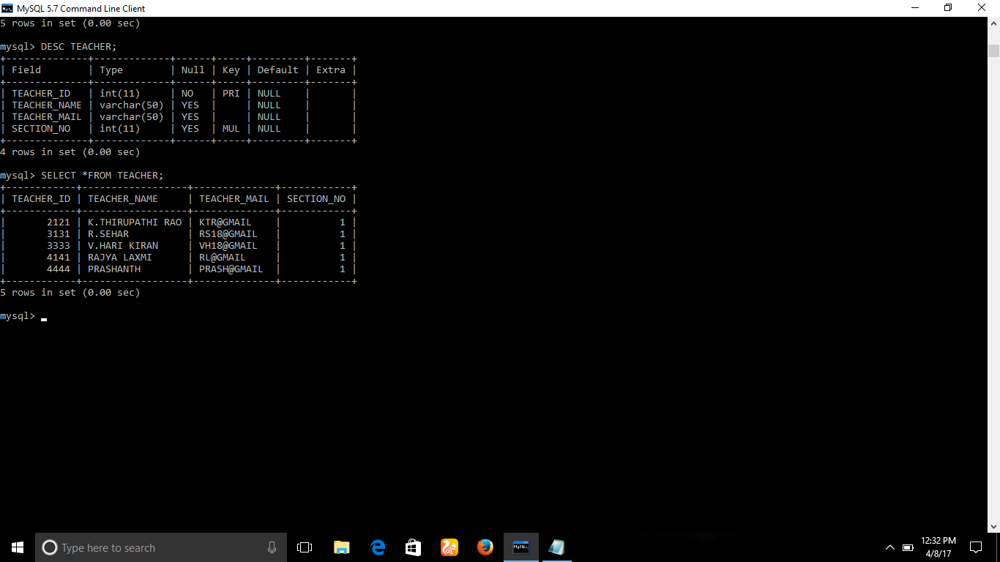 MySQL 5.7 Command Line Client
5 rows in set (0.00 sec)
mysql> DESC TEACHER;
+--------------+-------------+------+-----+---------+-------+
| Field        | Type        | Null | Key | Default | Extra |
+--------------+-------------+------+-----+---------+-------+
| TEACHER_ID   | int(11)     | NO   | PRI | NULL    |       |
| TEACHER_NAME | varchar(50) | YES  |     | NULL    |       |
| TEACHER_MAIL | varchar(50) | YES  |     | NULL    |       |
| SECTION_NO   | int(11)     | YES  | MUL | NULL    |       |
+--------------+-------------+------+-----+---------+-------+
4 rows in set (0.00 sec)
mysql> SELECT *FROM TEACHER;
+------------+------------------+--------------+------------+
| TEACHER_ID | TEACHER_NAME     | TEACHER_MAIL | SECTION_NO |
+------------+------------------+--------------+------------+
|       2121 | K.THIRUPATHI RAO | KTR@GMAIL    |          1 |
|       3131 | R.SEHAR          | RS18@GMAIL   |          1 |
|       3333 | V.HARI KIRAN     | VH18@GMAIL   |          1 |
|       4141 | RAJYA LAXMI      | RL@GMAIL     |          1 |
|       4444 | PRASHANTH        | PRASH@GMAIL  |          1 |
+------------+------------------+--------------+------------+
5 rows in set (0.00 sec)
mysql>
Type here to search
12:32 PM
4/8/17